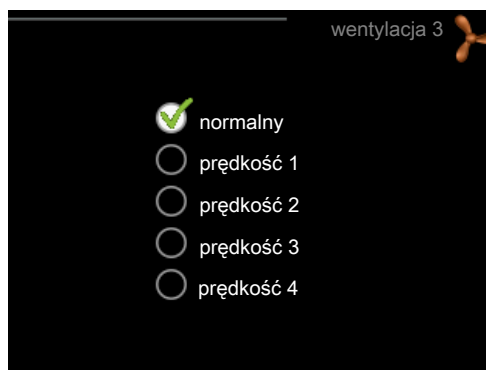 wentylacja 3
normalny
prędkość 1
prędkość 2
prędkość 3
prędkość 4